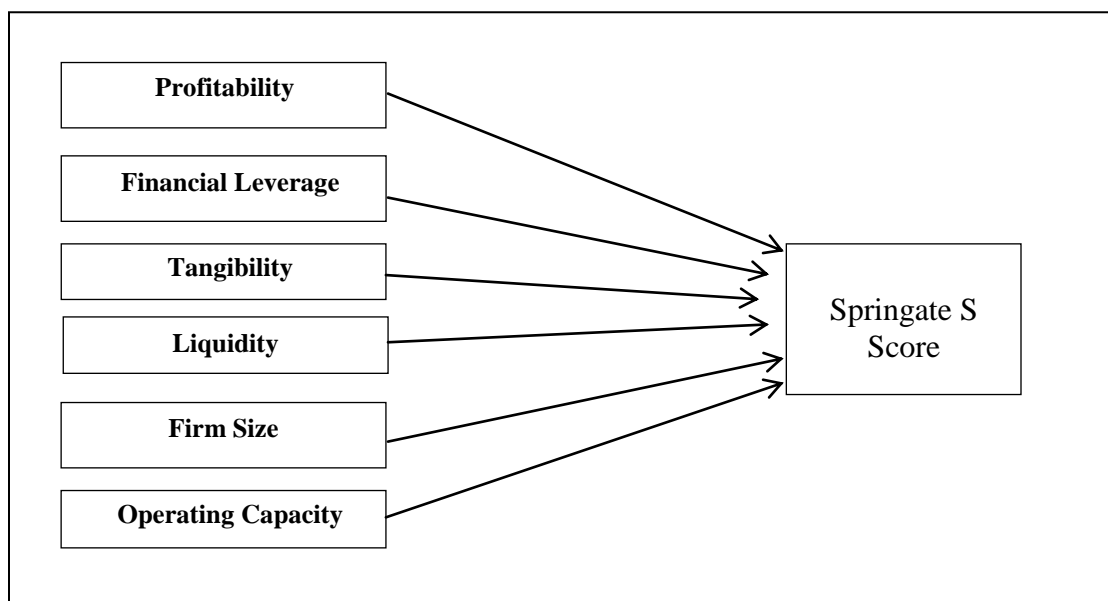 Profitability
Financial Leverage
Tangibility
Liquidity
Firm Size
Operating Capacity
Springate S
Score